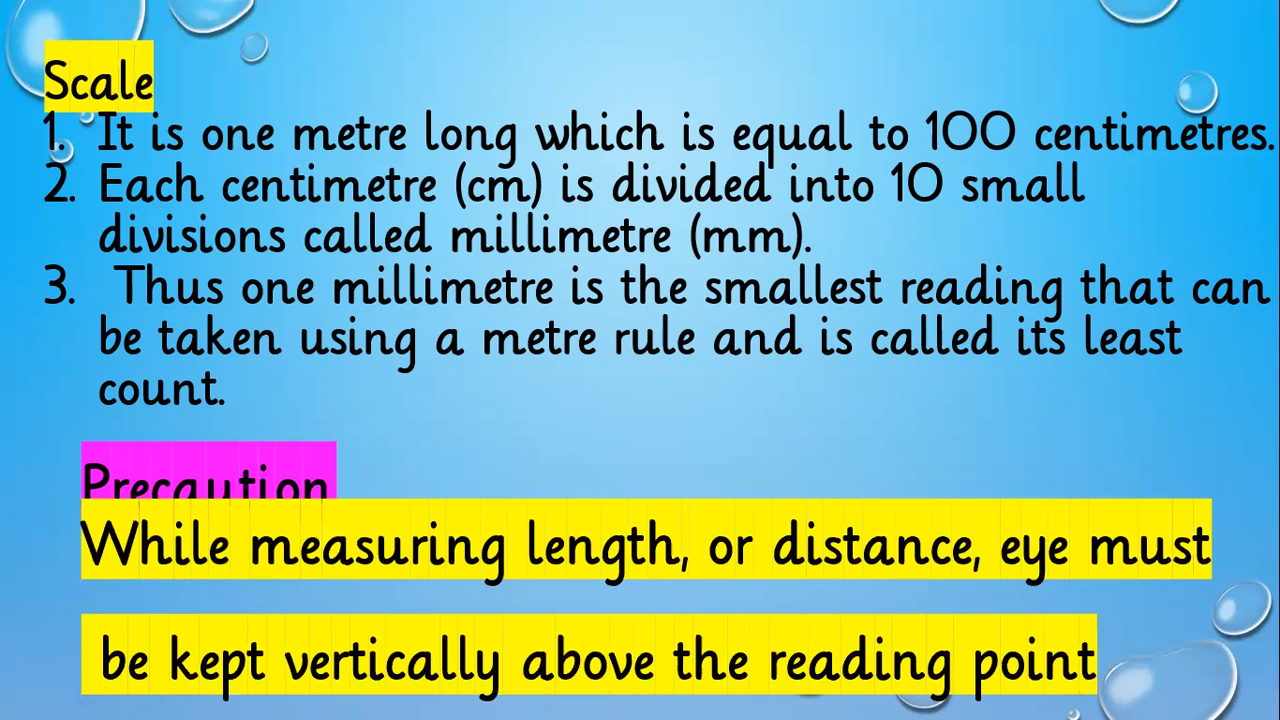 Scale
1. It is one metre long which is equal to 100 centimetres.
2. Each centimetre (cm) is divided into 10 small
divisions called millimetre (mm).
3. Thus one millimetre is the smallest reading that can
be taken using a metre rule and is called its least
count.
Precaution
While measuring length, or distance, eye must
be kept vertically above the reading point